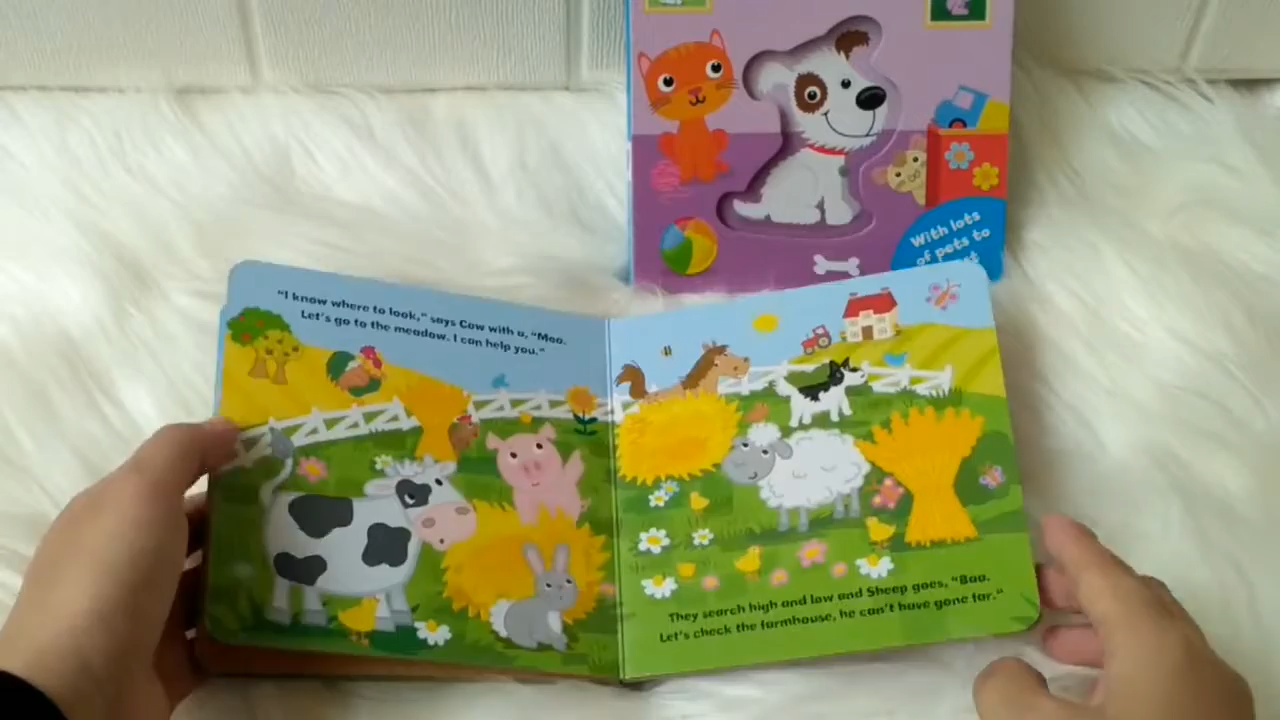 With lots
of pets to
"I know where to look," says Cow with a, "Moo.
Let's go to the meadow. I can help you."
They search high and low and Sheep goes, "Baa.
Let's check the farmhouse, he can't have gone far."